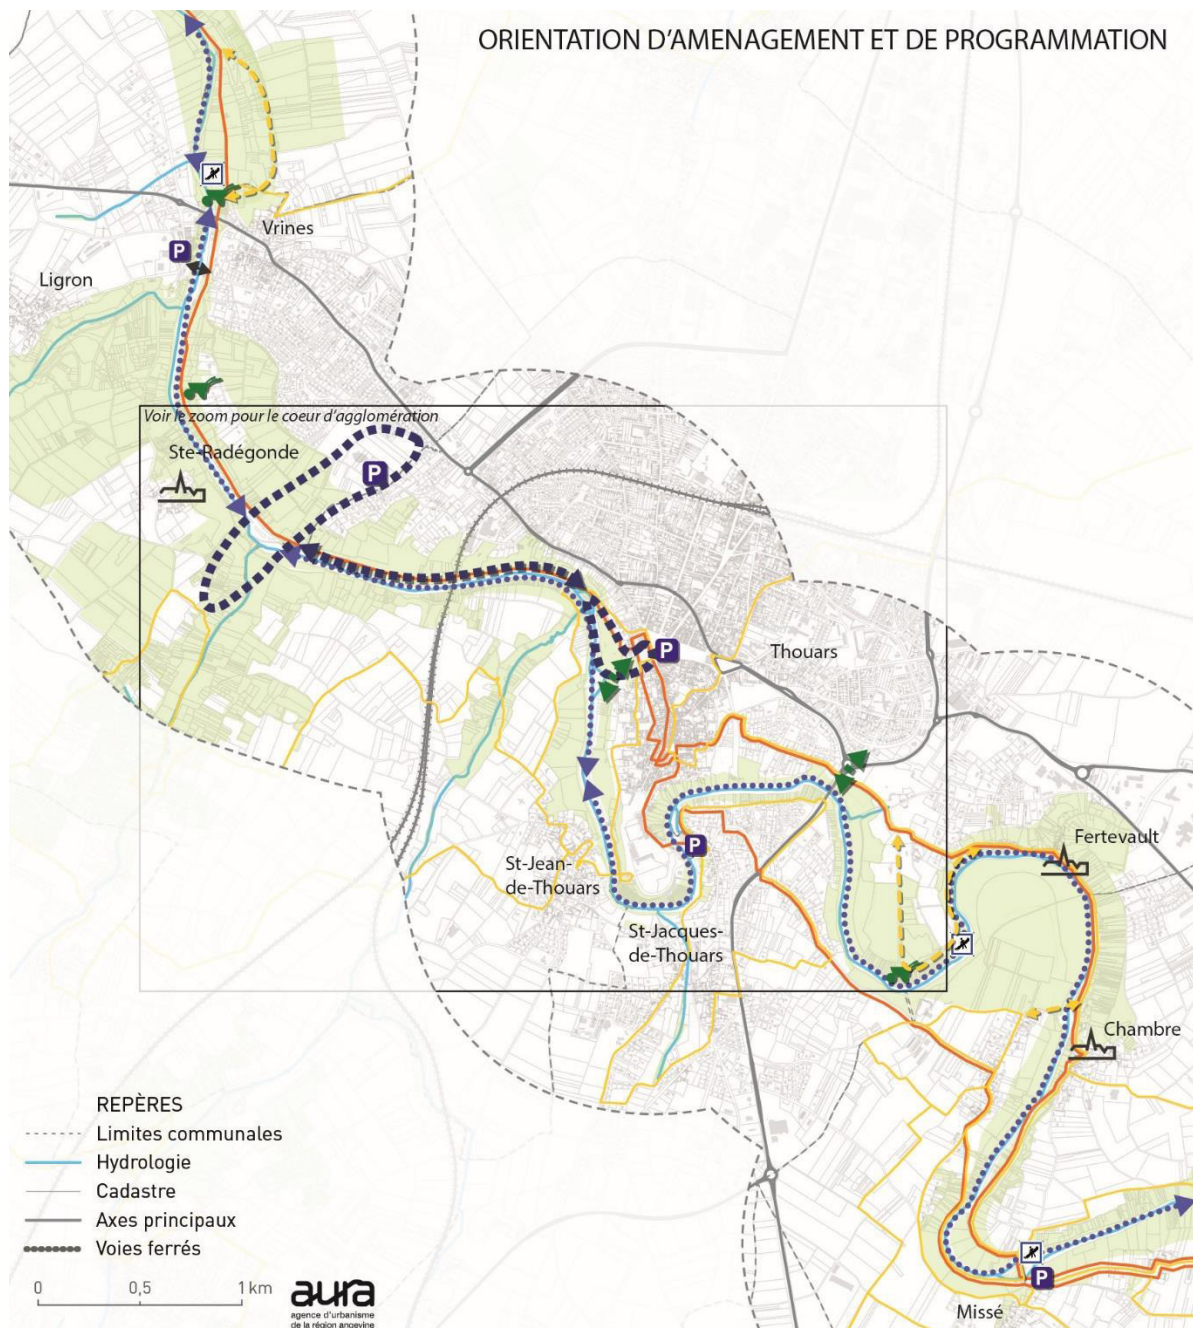 ORIENTATION D'AMENAGEMENT ET DE PROGRAMMATION
Vrines
P
Ligron
Voir le zoom pour le coeur d'agglomération
Ste-Radégonde
P
P
Thouars
Fertevault
P
St-Jean-
de-Thouars
St-Jacques-
de-Thouars
Chambre
REPÈRES
Limites communales
Hydrologie
Cadastre
Axes principaux
Voies ferrés
0 0,5 1 km
aura
agence d'urbanisme
de la région angevine
P
Missé